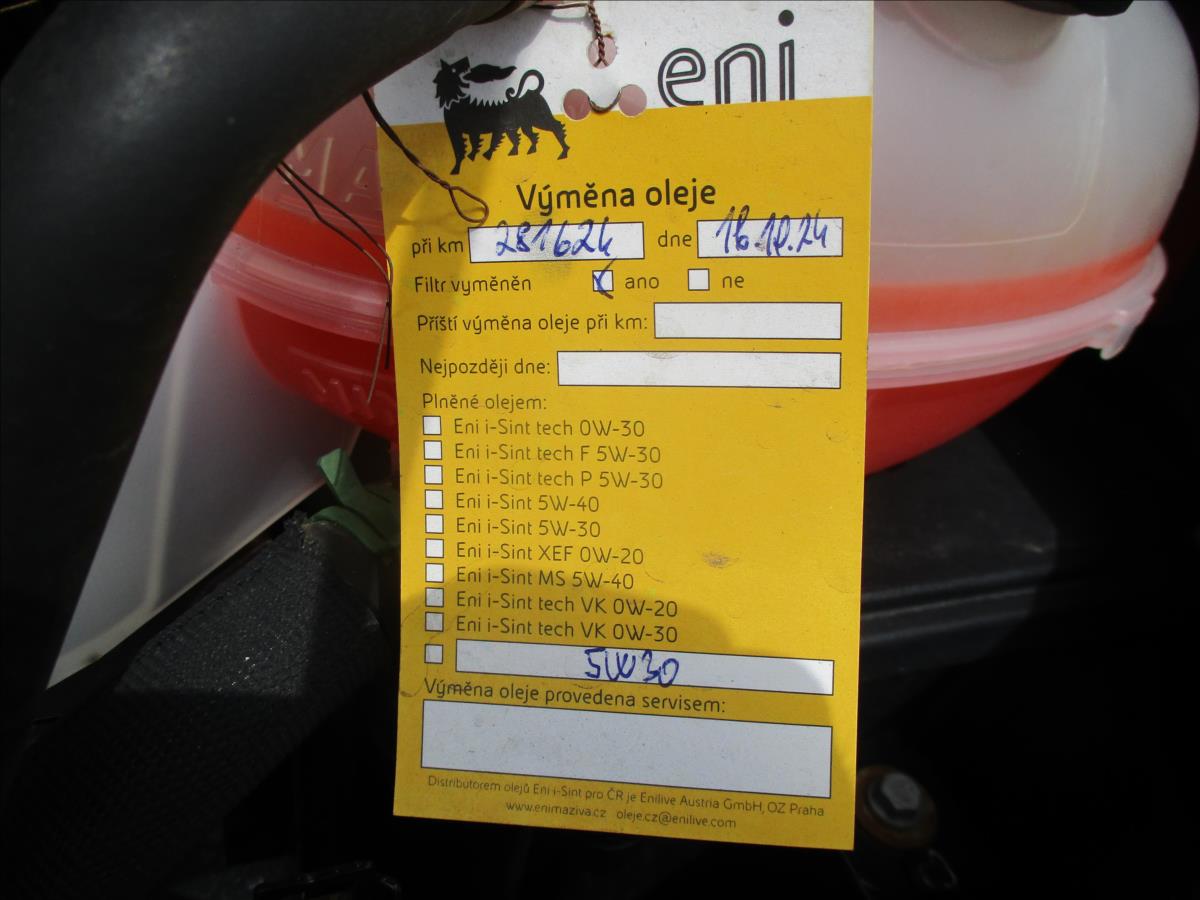 eni
Výměna oleje
při km 281624 dne 16.10.24
Filtr vyměněn ano ne
Příští výměna oleje při km:
Nejpozději dne:
Plněné olejem:
Eni i-Sint tech 0W-30
Eni i-Sint tech F 5W-30
Eni i-Sint tech P 5W-30
Eni i-Sint 5W-40
Eni i-Sint 5W-30
Eni i-Sint XEF 0W-20
Eni i-Sint MS 5W-40
Eni i-Sint tech VK 0W-20
Eni i-Sint tech VK 0W-30
5W30
Výměna oleje provedena servisem:
Distributorem olejů Eni i-Sint pro ČR je Enilive Austria GmbH, OZ Praha
www.enimaziva.cz oleje.cz@enilive.com